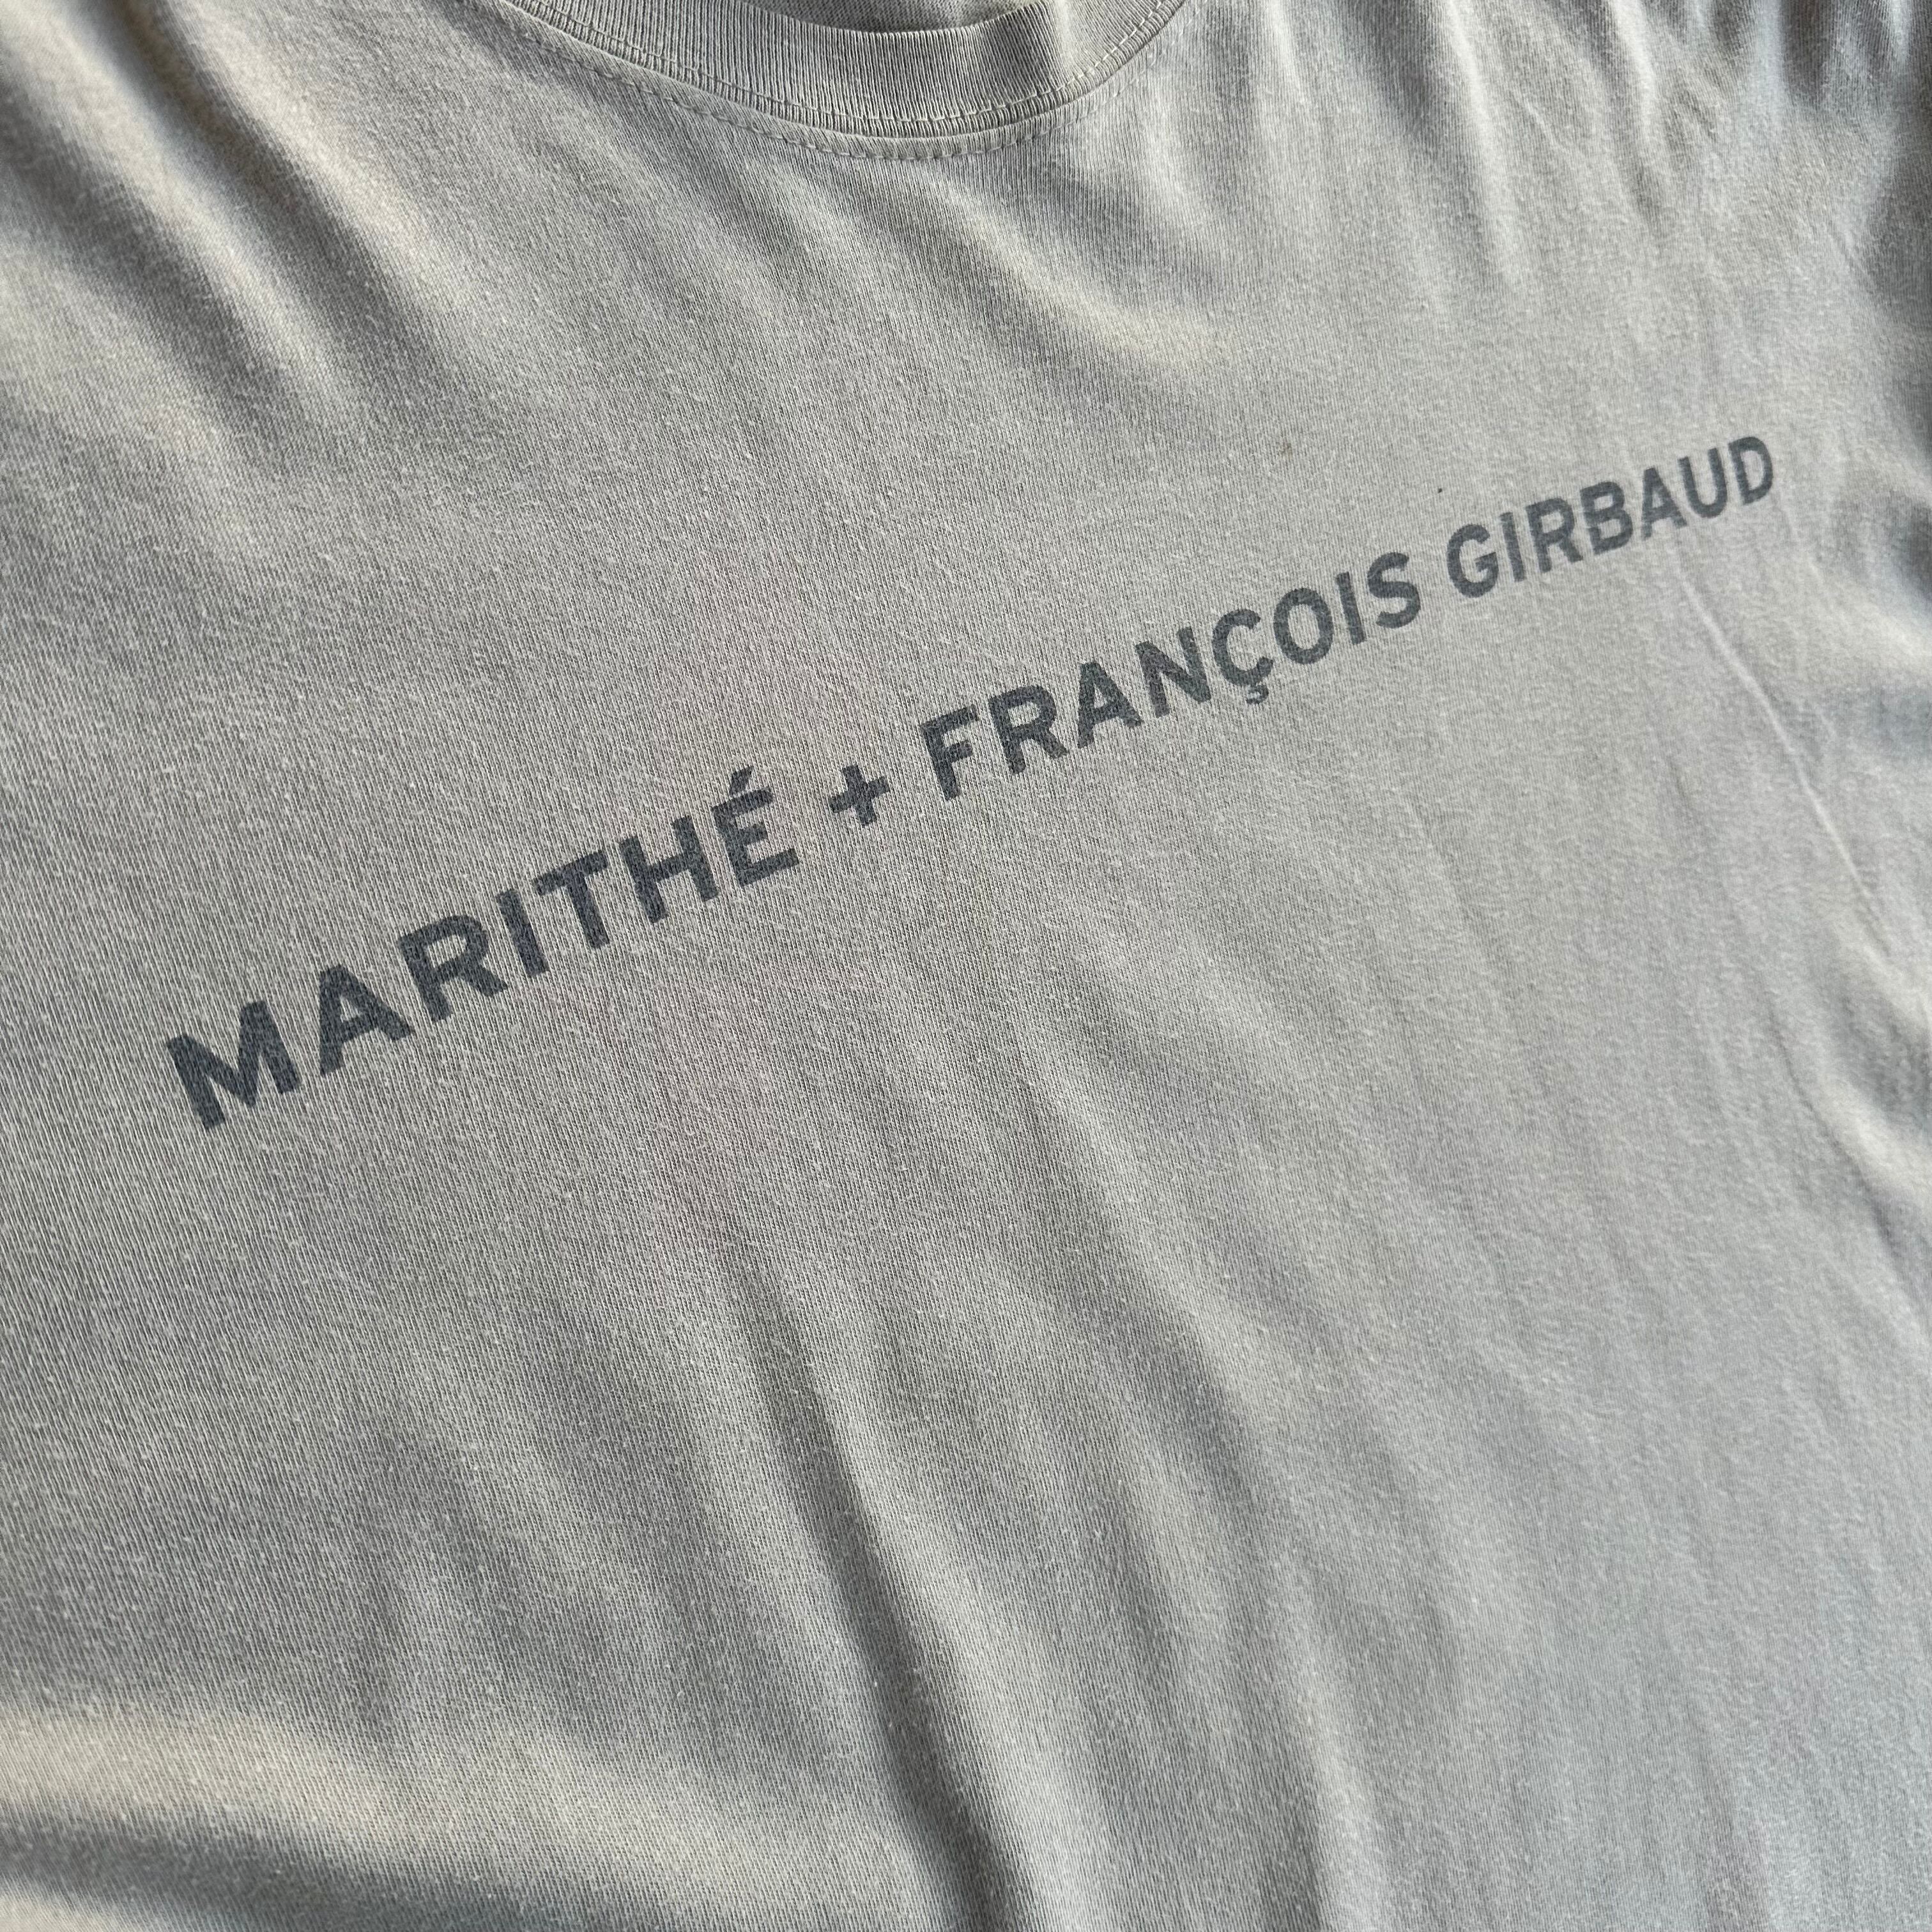 MARITHÉ + FRANÇOIS GIRBAUD